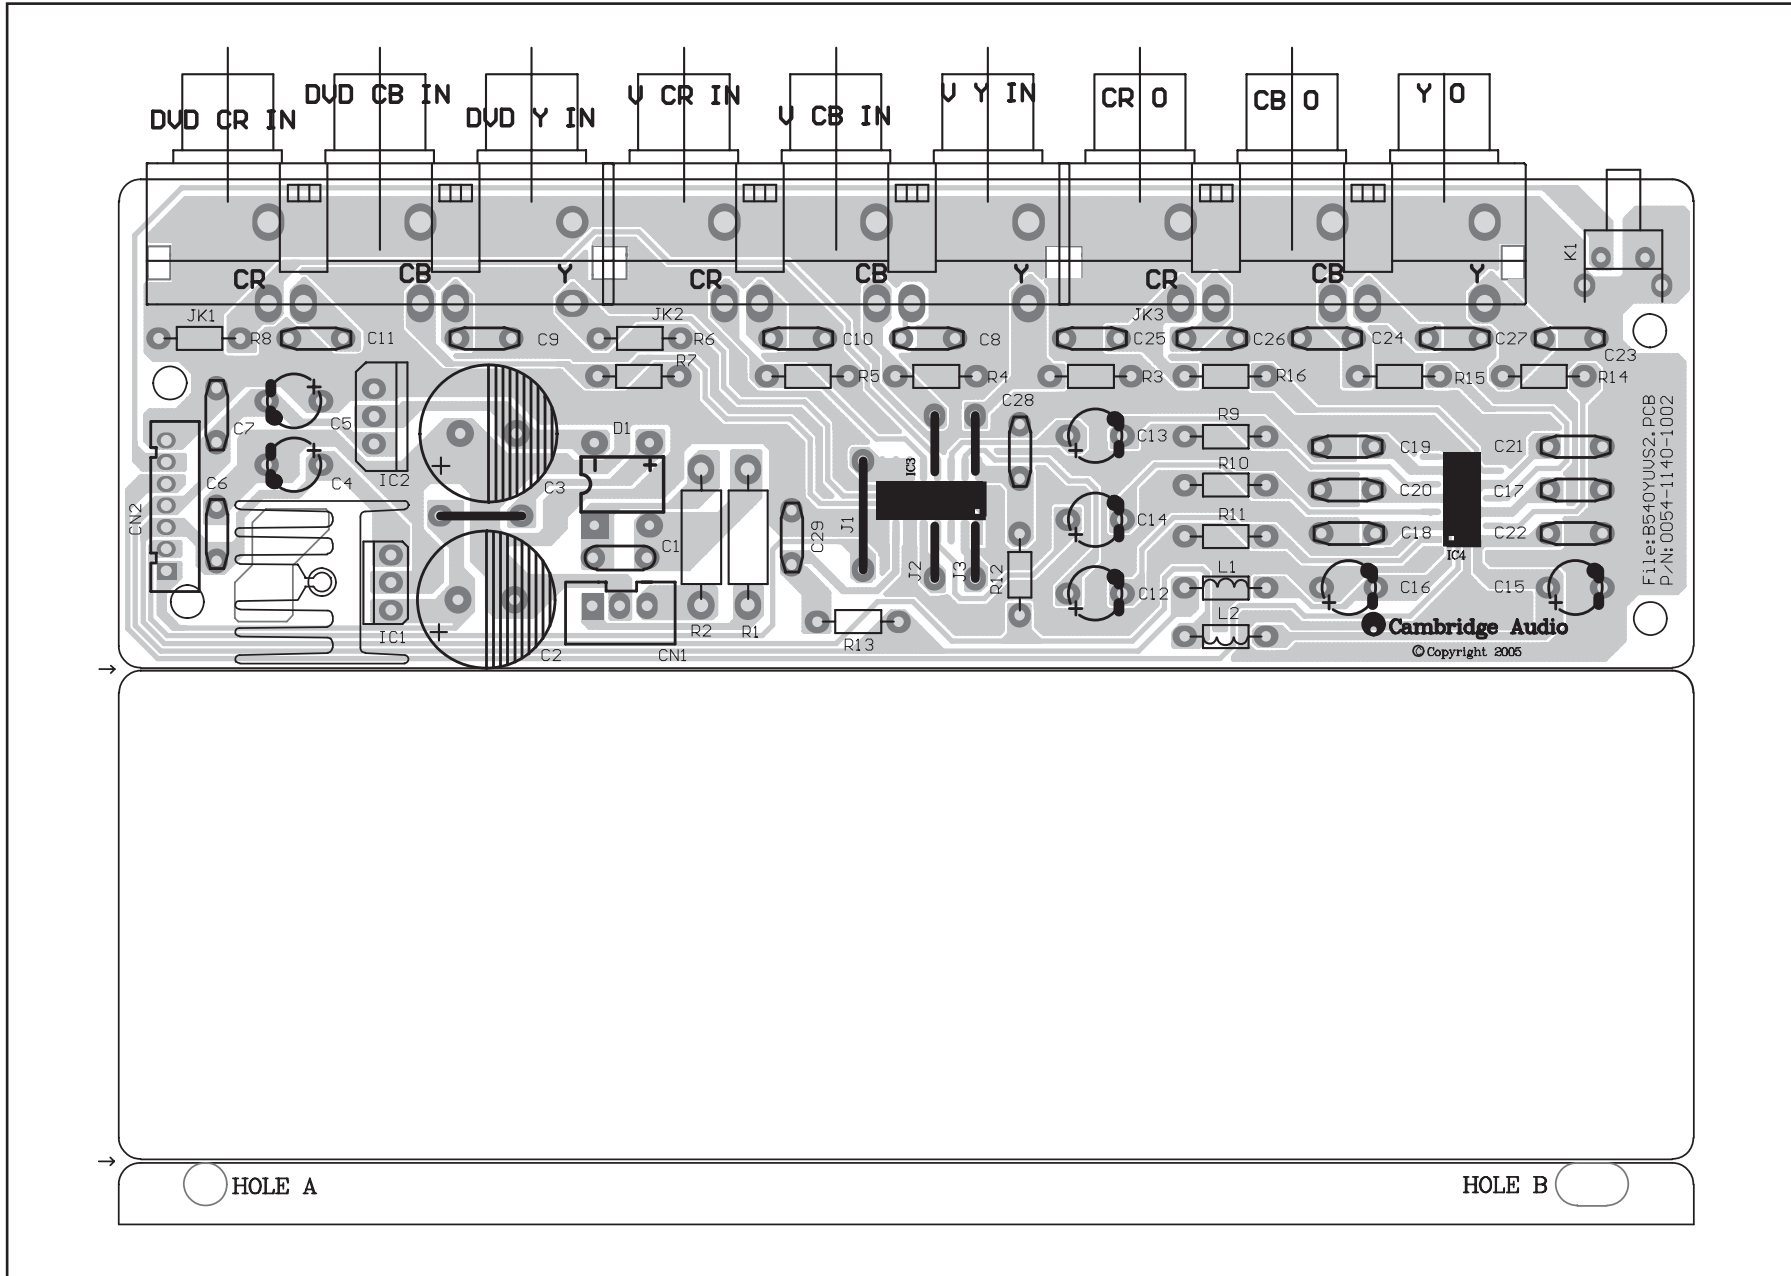 DVD CR IN
DVD CB IN
DVD Y IN
V CR IN
V CB IN
V Y IN
CR O
CB O
Y O
CR
CB
Y
CR
CB
Y
CR
CB
Y
K1
JK1
R8
C11
C9
JK2
R6
C10
C8
JK3
C25
C26
C24
C27
C23
R7
R5
R4
R3
R16
R15
R14
C7
+
C5
IC2
+
C4
C6
CN2
IC1
+
C3
+
C2
D1
- +
C1
CN1
R2
R1
C29
J1
R13
IC3
J2
J3
C28
R12
C13
+
C14
+
C12
+
R9
R10
R11
L1
L2
C19
C20
C18
C16
+
IC4
C21
C17
C22
C15
+
File:B540YUVS2.PCB
P/N:0054-1140-1002
Cambridge Audio
© Copyright 2005
→
→
HOLE A
HOLE B